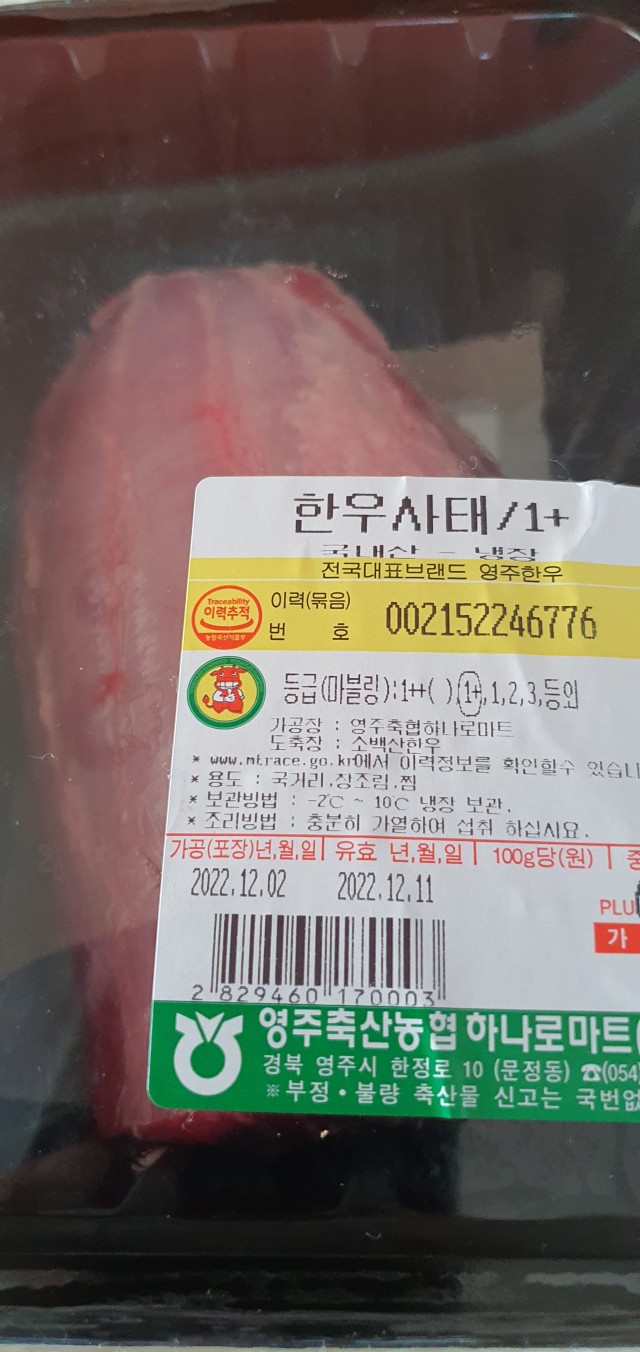 한우사태/1+
국내산 - 냉장
전국대표브랜드 영주한우
Traceability
이력추적
농림축산식품부
이력(묶음)
번 호
002152246776
등급(마블링):1++( ),1+,1,2,3,등외
가공장 : 영주축협하나로마트
도축장 : 소백산한우
* www.mtrace.go.kr에서 이력정보를 확인할수 있습니
* 용도 : 국거리,장조림,찜
* 보관방법 : -2℃ ~ 10℃ 냉장 보관.
* 조리방법 : 충분히 가열하여 섭취 하십시요.
가공(포장)년,월,일 유효 년,월,일 100g당(원) 중
2022.12.02 2022.12.11
PLU
가
2 829460 170003
영주축산농협 하나로마트(
경북 영주시 한정로 10 (문정동) ☎(054)
※ 부정·불량 축산물 신고는 국번없